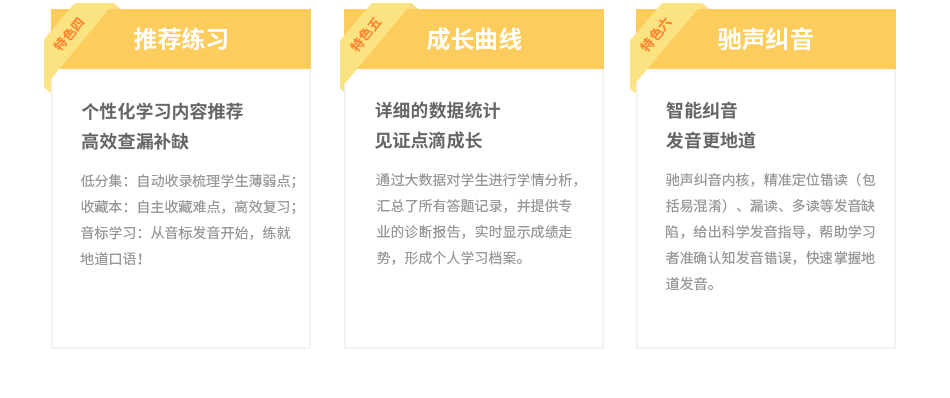 特色四
推荐练习
个性化学习内容推荐
高效查漏补缺
低分集：自动收录梳理学生薄弱点；
收藏本：自主收藏难点，高效复习；
音标学习：从音标发音开始，练就
地道口语！
特色五
成长曲线
详细的数据统计
见证点滴成长
通过大数据对学生进行学情分析，
汇总了所有答题记录，并提供专
业的诊断报告，实时显示成绩走
势，形成个人学习档案。
特色六
驰声纠音
智能纠音
发音更地道
驰声纠音内核，精准定位错读（包
括易混淆）、漏读、多读等发音缺
陷，给出科学发音指导，帮助学习
者准确认知发音错误，快速掌握地
道发音。